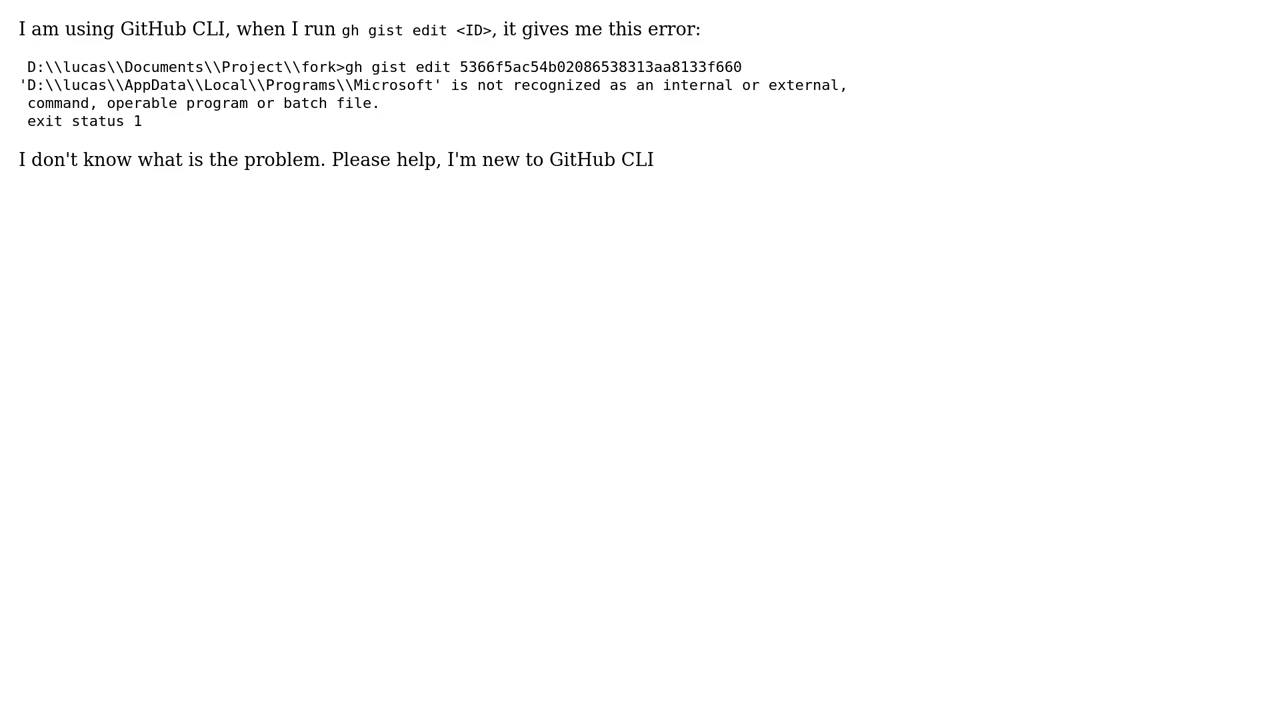 I am using GitHub CLI, when I run gh gist edit <ID>, it gives me this error:
D:\\lucas\\Documents\\Project\\fork>gh gist edit 5366f5ac54b02086538313aa8133f660
'D:\\lucas\\AppData\\Local\\Programs\\Microsoft' is not recognized as an internal or external,
command, operable program or batch file.
exit status 1
I don't know what is the problem. Please help, I'm new to GitHub CLI